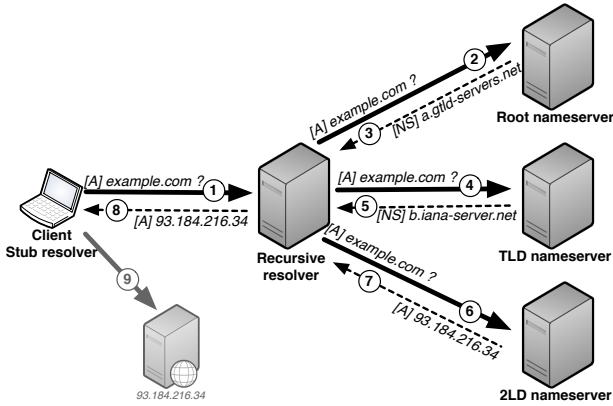 [A] example.com ?
2
3
[NS] a.gtld-servers.net
Root nameserver
[A] example.com ?
1
8
[A] 93.184.216.34
Client
Stub resolver
Recursive
resolver
[A] example.com ?
4
5
[NS] b.iana-server.net
TLD nameserver
[A] example.com ?
6
7
[A] 93.184.216.34
2LD nameserver
9
93.184.216.34